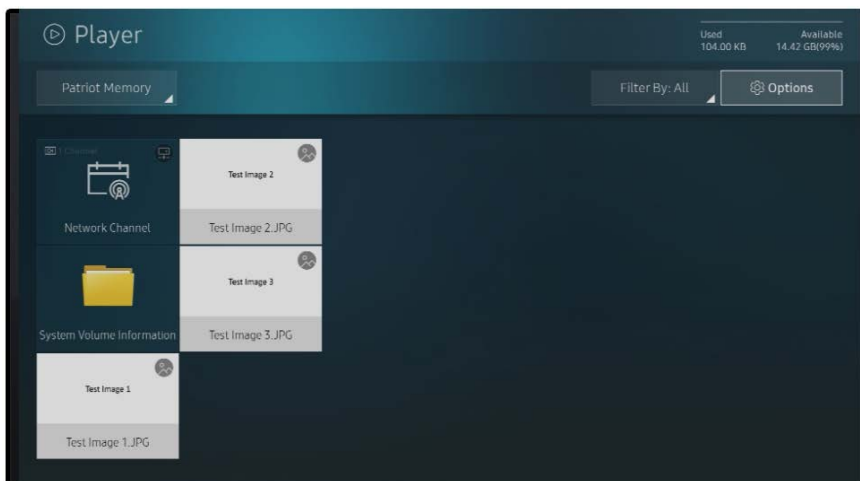 Player
Used Available
104.00 KB 14.42 GB(99%)
Patriot Memory
Filter By: All
Options
1 Channel
Network Channel
Test Image 2
Test Image 2.JPG
System Volume Information
Test Image 3
Test Image 3.JPG
Test Image 1
Test Image 1.JPG